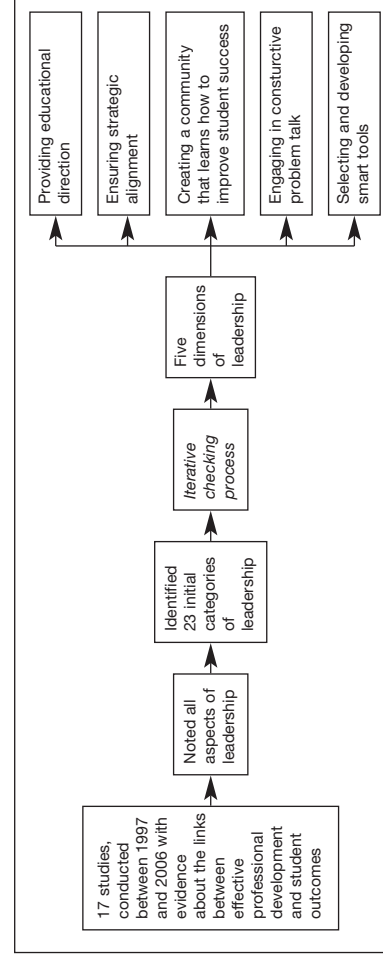 17 studies,
conducted
between 1997
and 2006 with
evidence
about the links
between
effective
professional
development
and student
outcomes
Noted all
aspects of
leadership
Identified
23 initial
categories
of
leadership
Iterative
checking
process
Five
dimensions
of
leadership
Providing educational
direction
Ensuring strategic
alignment
Creating a community
that learns how to
improve student success
Engaging in consturctive
problem talk
Selecting and developing
smart tools